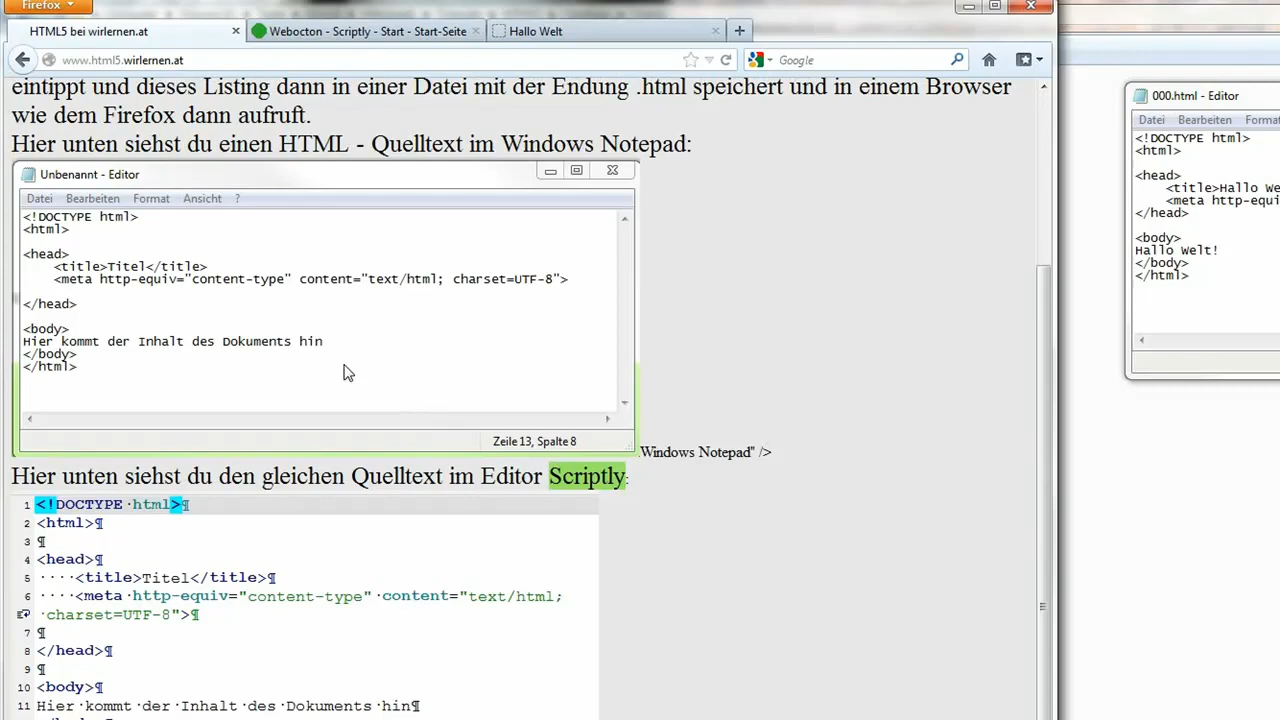 Firefox
HTML5 bei wirlernen.at
Webocton - Scriptly - Start - Start-Seite
Hallo Welt
www.html5.wirlernen.at
Google
eintippt und dieses Listing dann in einer Datei mit der Endung .html speichert und in einem Browser
wie dem Firefox dann aufruft.
Hier unten siehst du einen HTML - Quelltext im Windows Notepad:
Unbenannt - Editor
Datei Bearbeiten Format Ansicht ?
<!DOCTYPE html>
<html>
<head>
<title>Titel</title>
<meta http-equiv="content-type" content="text/html; charset=UTF-8">
</head>
<body>
Hier kommt der Inhalt des Dokuments hin
</body>
</html>
Zeile 13, Spalte 8
Windows Notepad" />
Hier unten siehst du den gleichen Quelltext im Editor Scriptly:
1 <!DOCTYPE·html>¶
2 <html>¶
3 ¶
4 <head>¶
5 ····<title>Titel</title>¶
6 ····<meta·http-equiv="content-type"·content="text/html;
·charset=UTF-8">¶
7 ¶
8 </head>¶
9 ¶
10 <body>¶
11 Hier·kommt·der·Inhalt·des·Dokuments·hin¶
000.html - Editor
Datei Bearbeiten Format
<!DOCTYPE html>
<html>
<head>
<title>Hallo We
<meta http-equ
</head>
<body>
Hallo Welt!
</body>
</html>